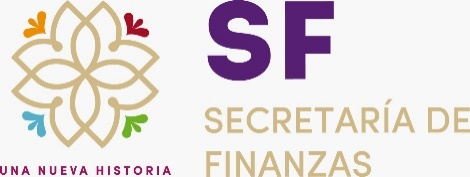 SF
SECRETARÍA DE
FINANZAS
UNA NUEVA HISTORIA